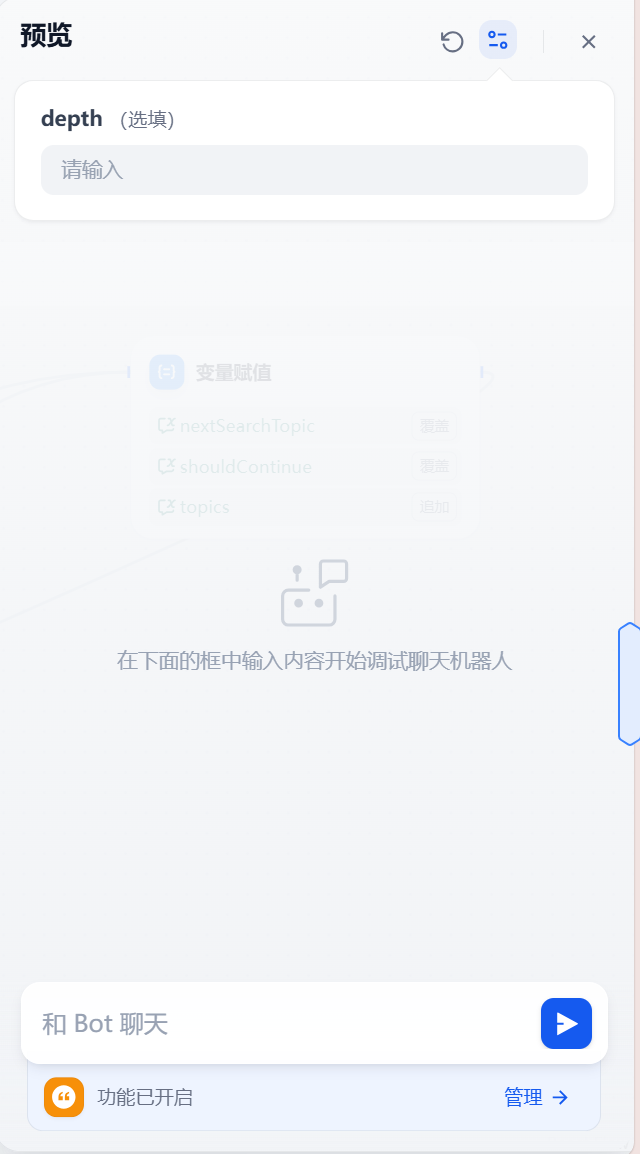 预览
depth （选填）
请输入
变量赋值
nextSearchTopic 覆盖
shouldContinue 覆盖
topics 追加
在下面的框中输入内容开始调试聊天机器人
和 Bot 聊天
功能已开启 管理